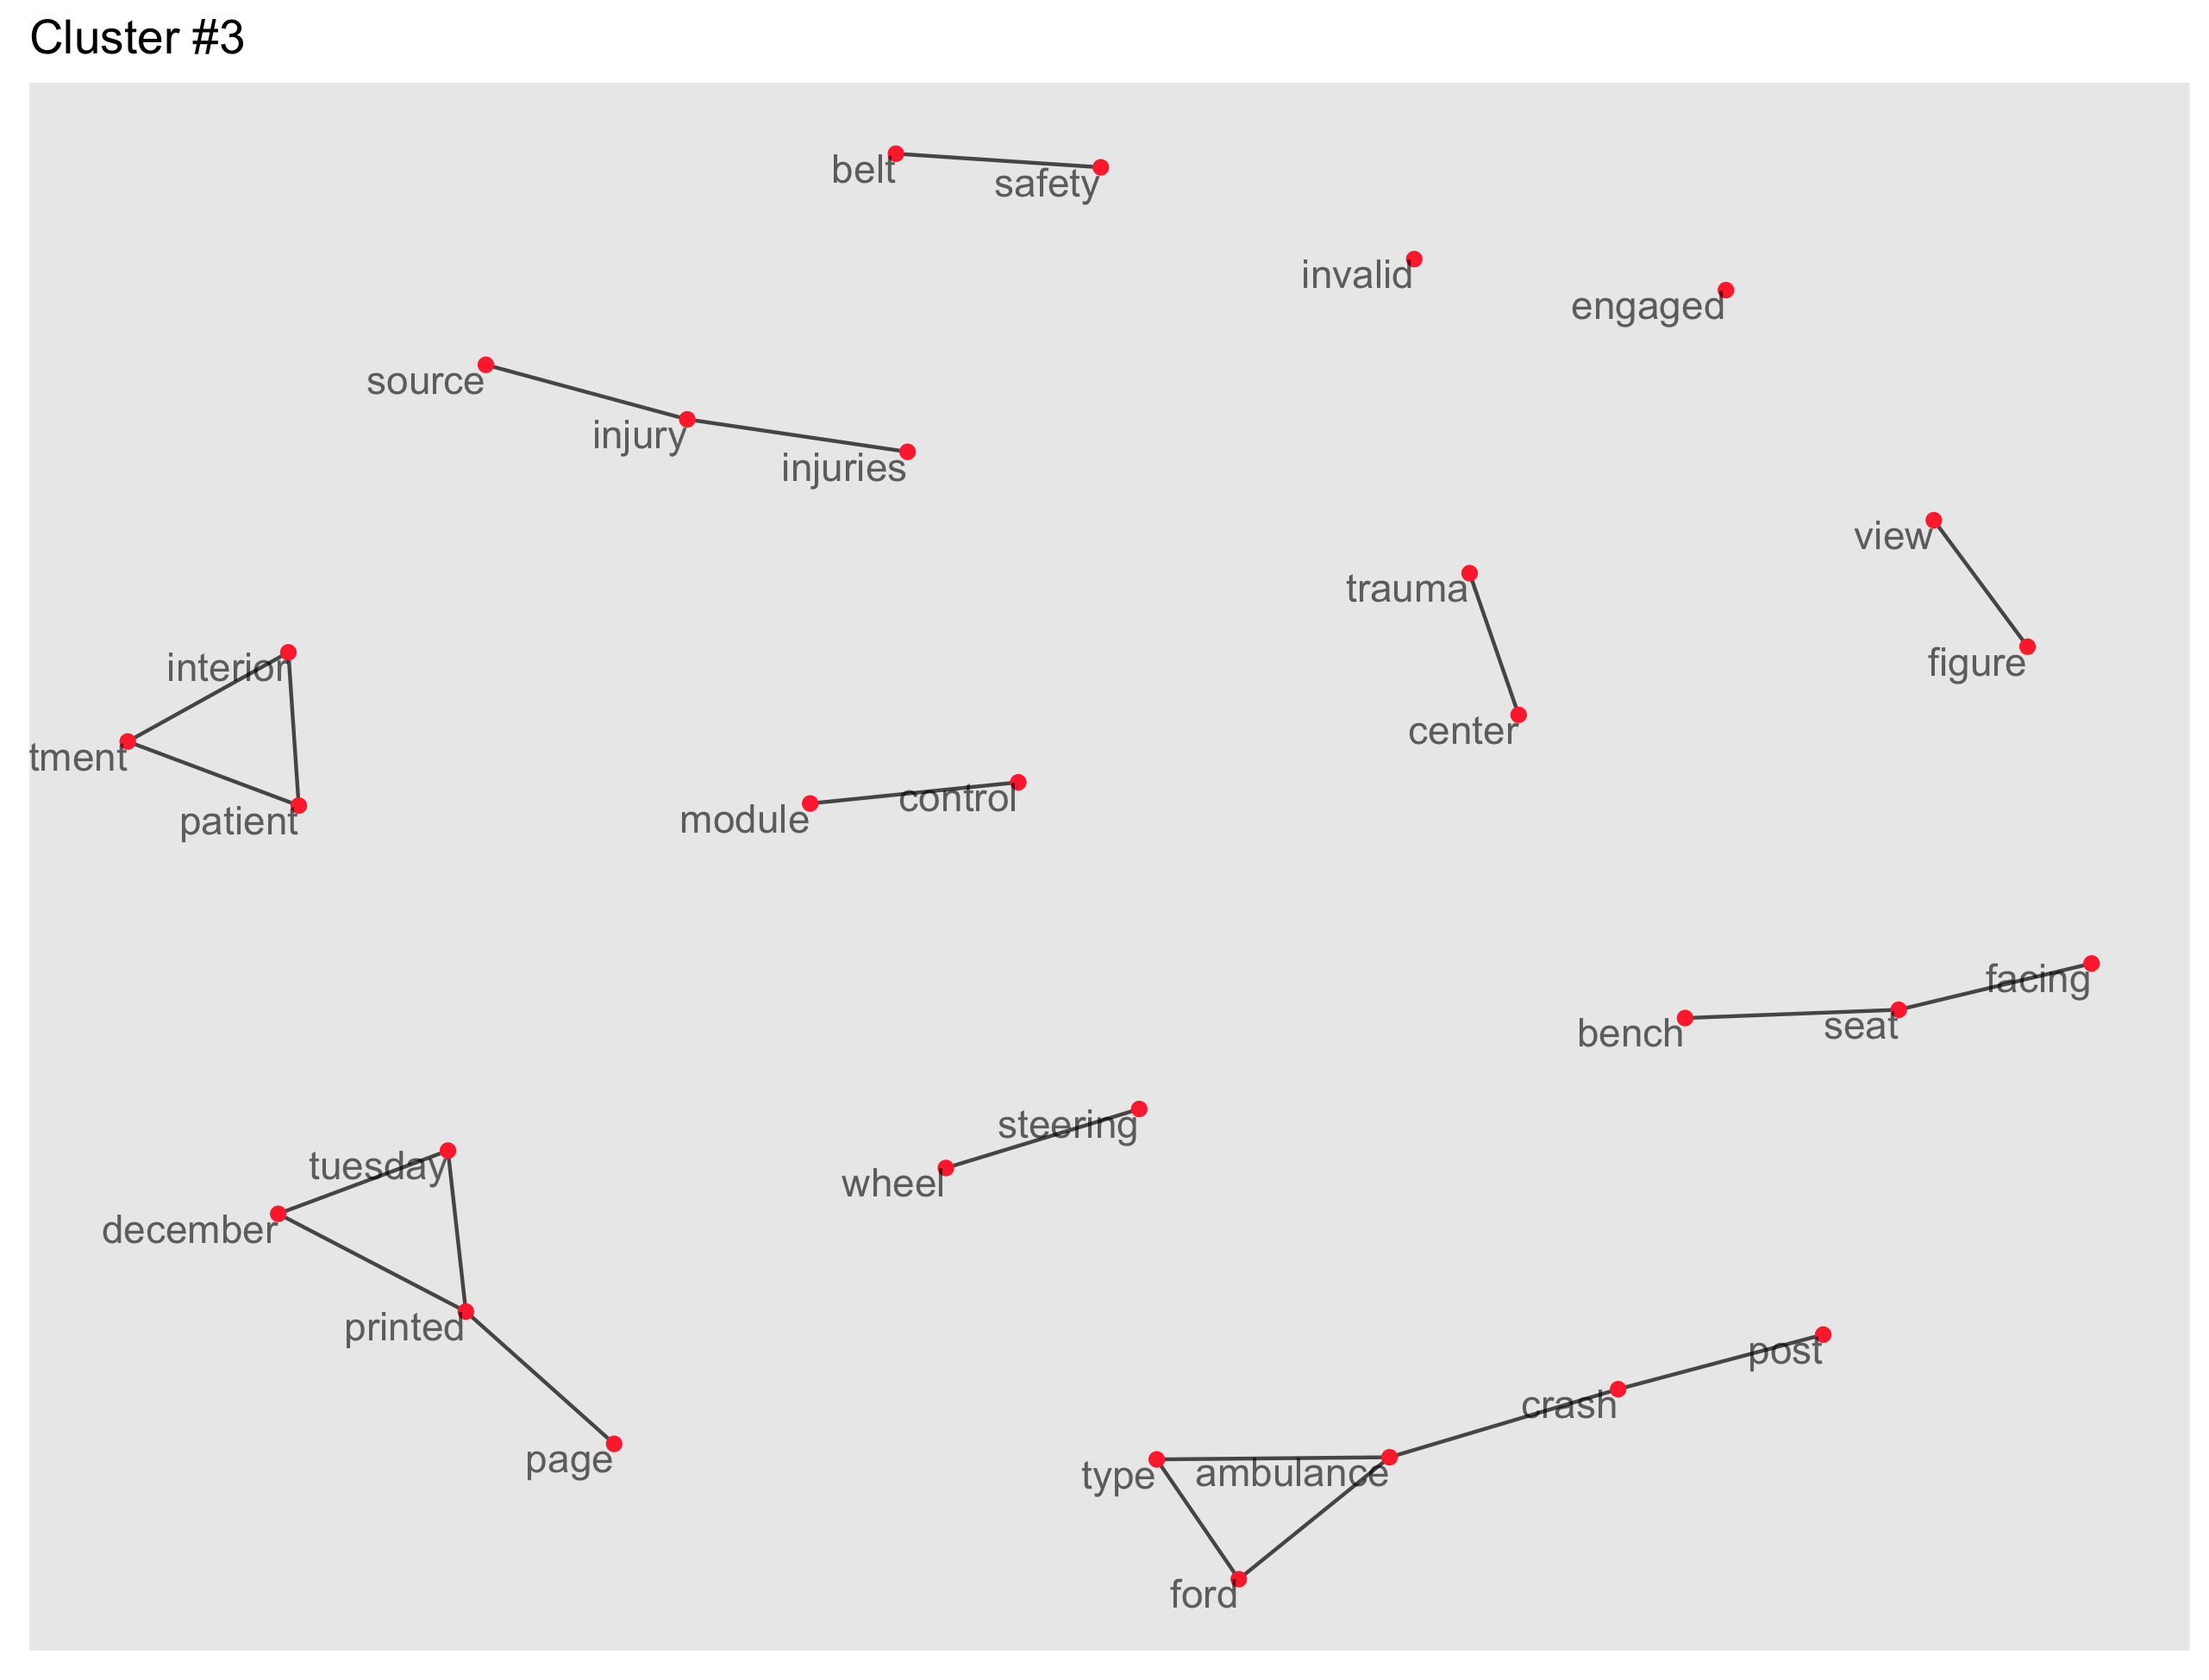 Cluster #3
belt
safety
invalid
engaged
source
injury
injuries
view
trauma
figure
interior
center
tment
patient
module
control
facing
bench
seat
steering
tuesday
wheel
december
printed
post
crash
page
type
ambulance
ford